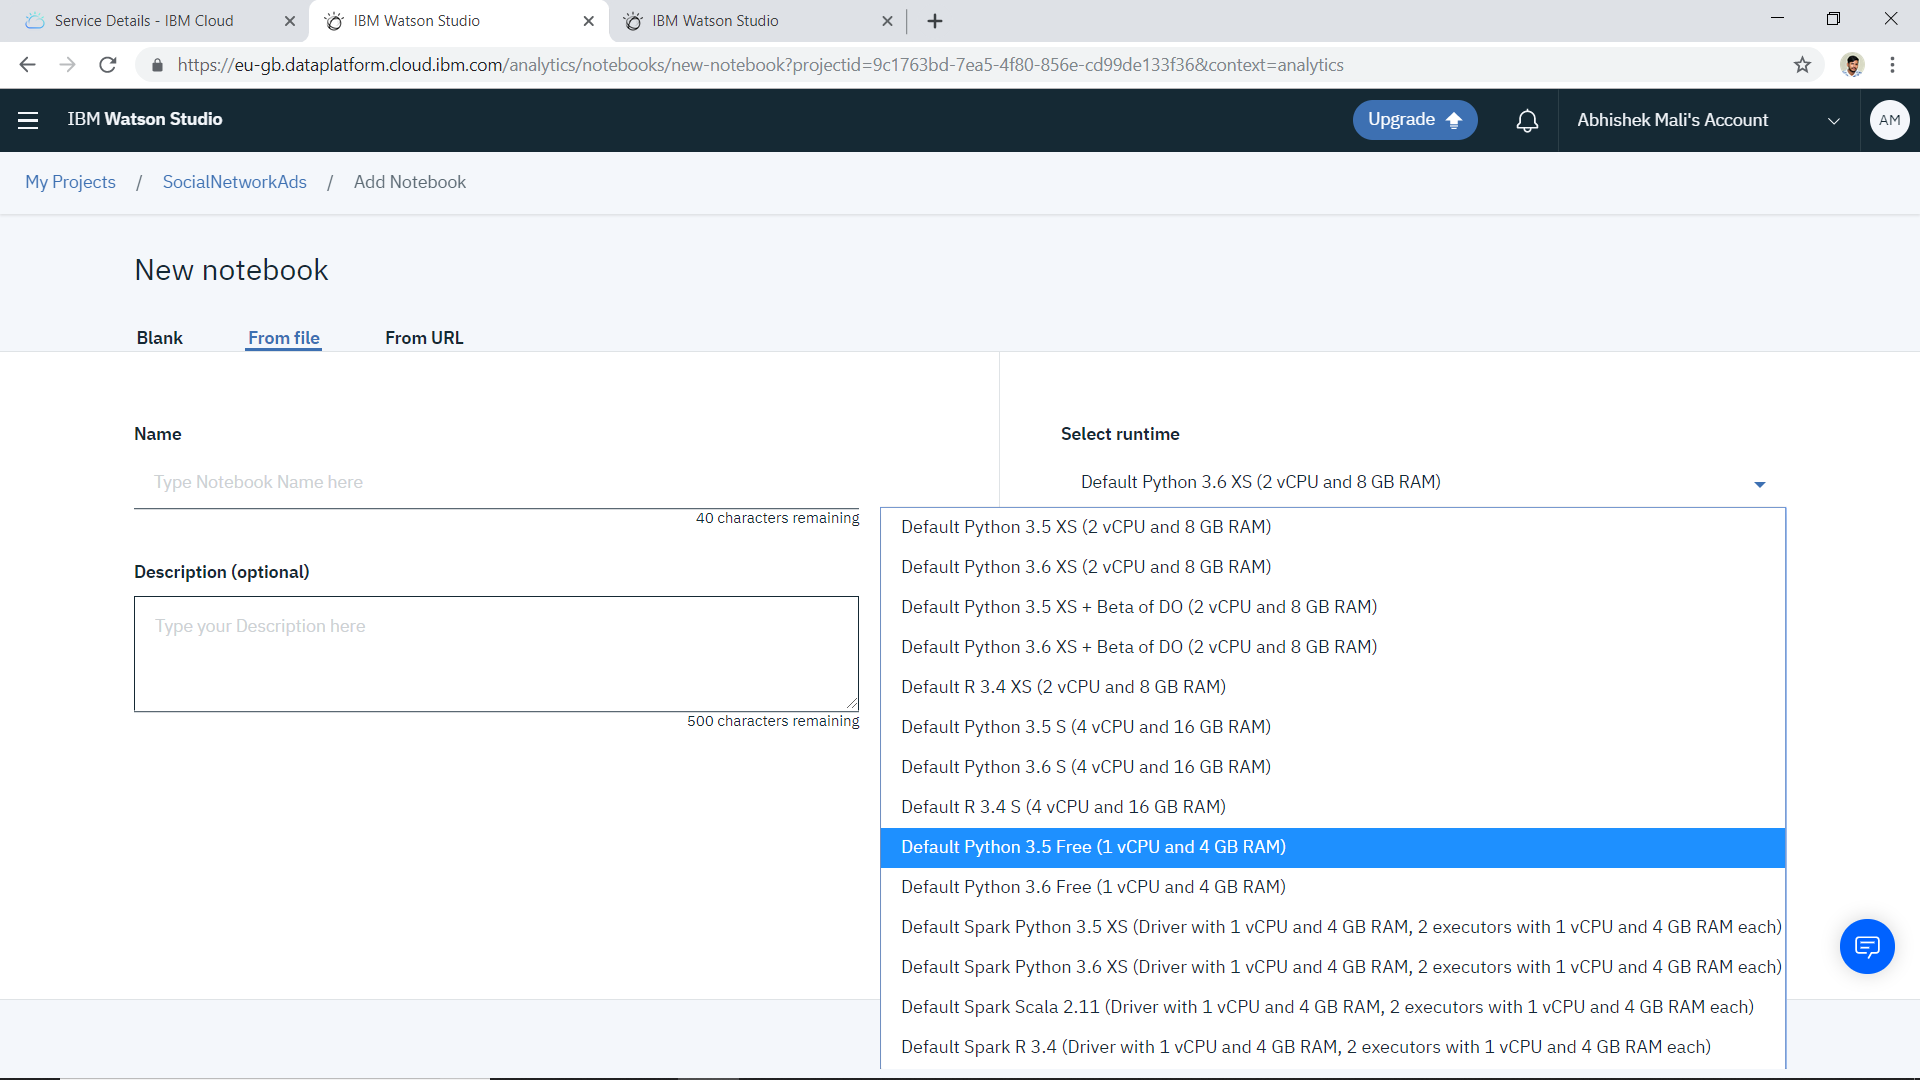 Service Details - IBM Cloud
IBM Watson Studio
IBM Watson Studio
https://eu-gb.dataplatform.cloud.ibm.com/analytics/notebooks/new-notebook?projectid=9c1763bd-7ea5-4f80-856e-cd99de133f36&context=analytics
IBM Watson Studio
Upgrade
Abhishek Mali's Account
AM
My Projects / SocialNetworkAds / Add Notebook
New notebook
Blank
From file
From URL
Name
Type Notebook Name here
40 characters remaining
Description (optional)
Type your Description here
500 characters remaining
Select runtime
Default Python 3.6 XS (2 vCPU and 8 GB RAM)
Default Python 3.5 XS (2 vCPU and 8 GB RAM)
Default Python 3.6 XS (2 vCPU and 8 GB RAM)
Default Python 3.5 XS + Beta of DO (2 vCPU and 8 GB RAM)
Default Python 3.6 XS + Beta of DO (2 vCPU and 8 GB RAM)
Default R 3.4 XS (2 vCPU and 8 GB RAM)
Default Python 3.5 S (4 vCPU and 16 GB RAM)
Default Python 3.6 S (4 vCPU and 16 GB RAM)
Default R 3.4 S (4 vCPU and 16 GB RAM)
Default Python 3.5 Free (1 vCPU and 4 GB RAM)
Default Python 3.6 Free (1 vCPU and 4 GB RAM)
Default Spark Python 3.5 XS (Driver with 1 vCPU and 4 GB RAM, 2 executors with 1 vCPU and 4 GB RAM each)
Default Spark Python 3.6 XS (Driver with 1 vCPU and 4 GB RAM, 2 executors with 1 vCPU and 4 GB RAM each)
Default Spark Scala 2.11 (Driver with 1 vCPU and 4 GB RAM, 2 executors with 1 vCPU and 4 GB RAM each)
Default Spark R 3.4 (Driver with 1 vCPU and 4 GB RAM, 2 executors with 1 vCPU and 4 GB RAM each)